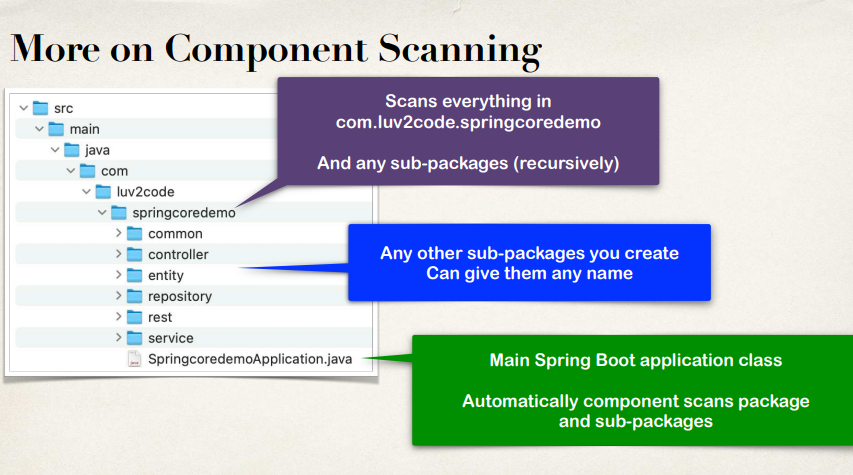 More on Component Scanning
src
main
java
com
luv2code
springcoredemo
common
controller
entity
repository
rest
service
SpringcoredemoApplication.java
Scans everything in
com.luv2code.springcoredemo
And any sub-packages (recursively)
Any other sub-packages you create
Can give them any name
Main Spring Boot application class
Automatically component scans package
and sub-packages